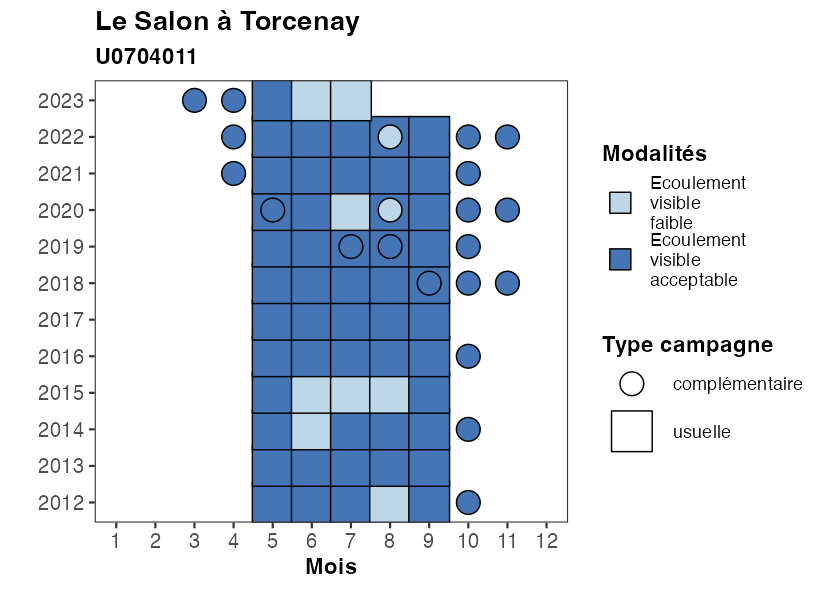 Le Salon à Torcenay
U0704011
2023
2022
2021
2020
2019
2018
2017
2016
2015
2014
2013
2012
1 2 3 4 5 6 7 8 9 10 11 12
Mois
Modalités
Ecoulement
visible
faible
Ecoulement
visible
acceptable
Type campagne
complémentaire
usuelle